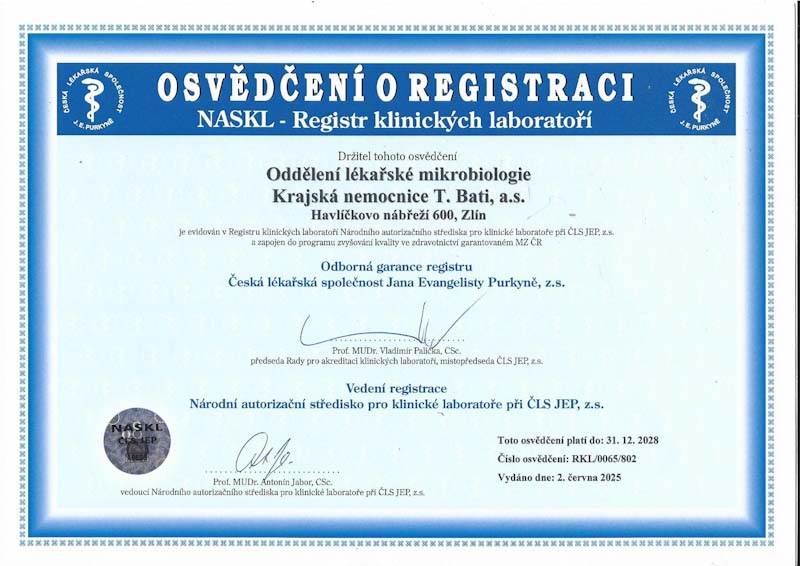 OSVĚDČENÍ O REGISTRACI
NASKL - Registr klinických laboratoří
ČESKÁ LÉKAŘSKÁ SPOLEČNOST
J. E. PURKYNĚ
ČESKÁ LÉKAŘSKÁ SPOLEČNOST
J. E. PURKYNĚ
Držitel tohoto osvědčení
Oddělení lékařské mikrobiologie
Krajská nemocnice T. Bati, a.s.
Havlíčkovo nábřeží 600, Zlín
je evidován v Registru klinických laboratoří Národního autorizačního střediska pro klinické laboratoře při ČLS JEP, z.s.
a zapojen do programu zvyšování kvality ve zdravotnictví garantovaném MZ ČR
Odborná garance registru
Česká lékařská společnost Jana Evangelisty Purkyně, z.s.
Prof. MUDr. Vladimír Palička, CSc.
předseda Rady pro akreditaci klinických laboratoří, místopředseda ČLS JEP, z.s.
Vedení registrace
Národní autorizační středisko pro klinické laboratoře při ČLS JEP, z.s.
NASKL
ČLS JEP
Prof. MUDr. Antonín Jabor, CSc.
vedoucí Národního autorizačního střediska pro klinické laboratoře při ČLS JEP, z.s.
Toto osvědčení platí do: 31. 12. 2028
Číslo osvědčení: RKL/0065/802
Vydáno dne: 2. června 2025